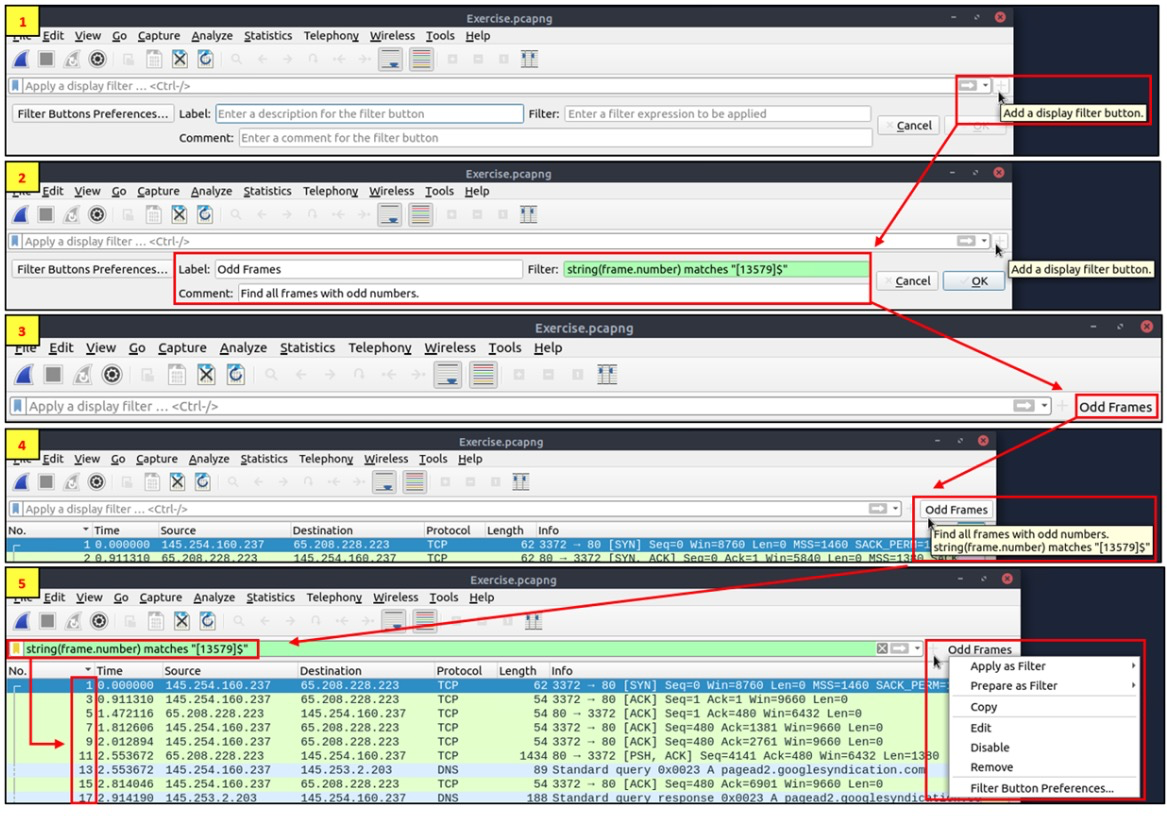 1
Exercise.pcapng
File Edit View Go Capture Analyze Statistics Telephony Wireless Tools Help
Apply a display filter ... <Ctrl-/>
Add a display filter button.
Filter Buttons Preferences... Label: Enter a description for the filter button Filter: Enter a filter expression to be applied Cancel OK
Comment: Enter a comment for the filter button
2
Exercise.pcapng
File Edit View Go Capture Analyze Statistics Telephony Wireless Tools Help
Apply a display filter ... <Ctrl-/>
Filter Buttons Preferences... Label: Odd Frames Filter: string(frame.number) matches "[13579]$" Add a display filter button.
Cancel OK
Comment: Find all frames with odd numbers.
3
Exercise.pcapng
File Edit View Go Capture Analyze Statistics Telephony Wireless Tools Help
Apply a display filter ... <Ctrl-/> Odd Frames
4
Exercise.pcapng
File Edit View Go Capture Analyze Statistics Telephony Wireless Tools Help
Apply a display filter ... <Ctrl-/> Odd Frames
No. Time Source Destination Protocol Length Info
Find all frames with odd numbers.
string(frame.number) matches "[13579]$"
1 0.000000 145.254.160.237 65.208.228.223 TCP 62 3372 → 80 [SYN] Seq=0 Win=8760 Len=0 MSS=1460 SACK_PERM=1
2 0.911310 65.208.228.223 145.254.160.237 TCP 62 80 → 3372 [SYN, ACK] Seq=0 Ack=1 Win=5840 Len=0 MSS=1380
5
Exercise.pcapng
File Edit View Go Capture Analyze Statistics Telephony Wireless Tools Help
string(frame.number) matches "[13579]$" Odd Frames
No. Time Source Destination Protocol Length Info
1 0.000000 145.254.160.237 65.208.228.223 TCP 62 3372 → 80 [SYN] Seq=0 Win=8760 Len=0 MSS=1460 SACK_PERM=1
3 0.911310 145.254.160.237 65.208.228.223 TCP 54 3372 → 80 [ACK] Seq=1 Ack=1 Win=9660 Len=0
5 1.472116 65.208.228.223 145.254.160.237 TCP 54 80 → 3372 [ACK] Seq=1 Ack=480 Win=6432 Len=0
7 1.812606 145.254.160.237 65.208.228.223 TCP 54 3372 → 80 [ACK] Seq=480 Ack=1381 Win=9660 Len=0
9 2.012894 145.254.160.237 65.208.228.223 TCP 54 3372 → 80 [ACK] Seq=480 Ack=2761 Win=9660 Len=0
11 2.553672 65.208.228.223 145.254.160.237 TCP 1434 80 → 3372 [PSH, ACK] Seq=4141 Ack=480 Win=6432 Len=1380
13 2.553672 145.254.160.237 145.253.2.203 DNS 89 Standard query 0x0023 A pagead2.googlesyndication.com
15 2.814046 145.254.160.237 65.208.228.223 TCP 54 3372 → 80 [ACK] Seq=480 Ack=6901 Win=9660 Len=0
17 2.914190 145.253.2.203 145.254.160.237 DNS 188 Standard query response 0x0023 A
Apply as Filter
Prepare as Filter
Copy
Edit
Disable
Remove
Filter Button Preferences...